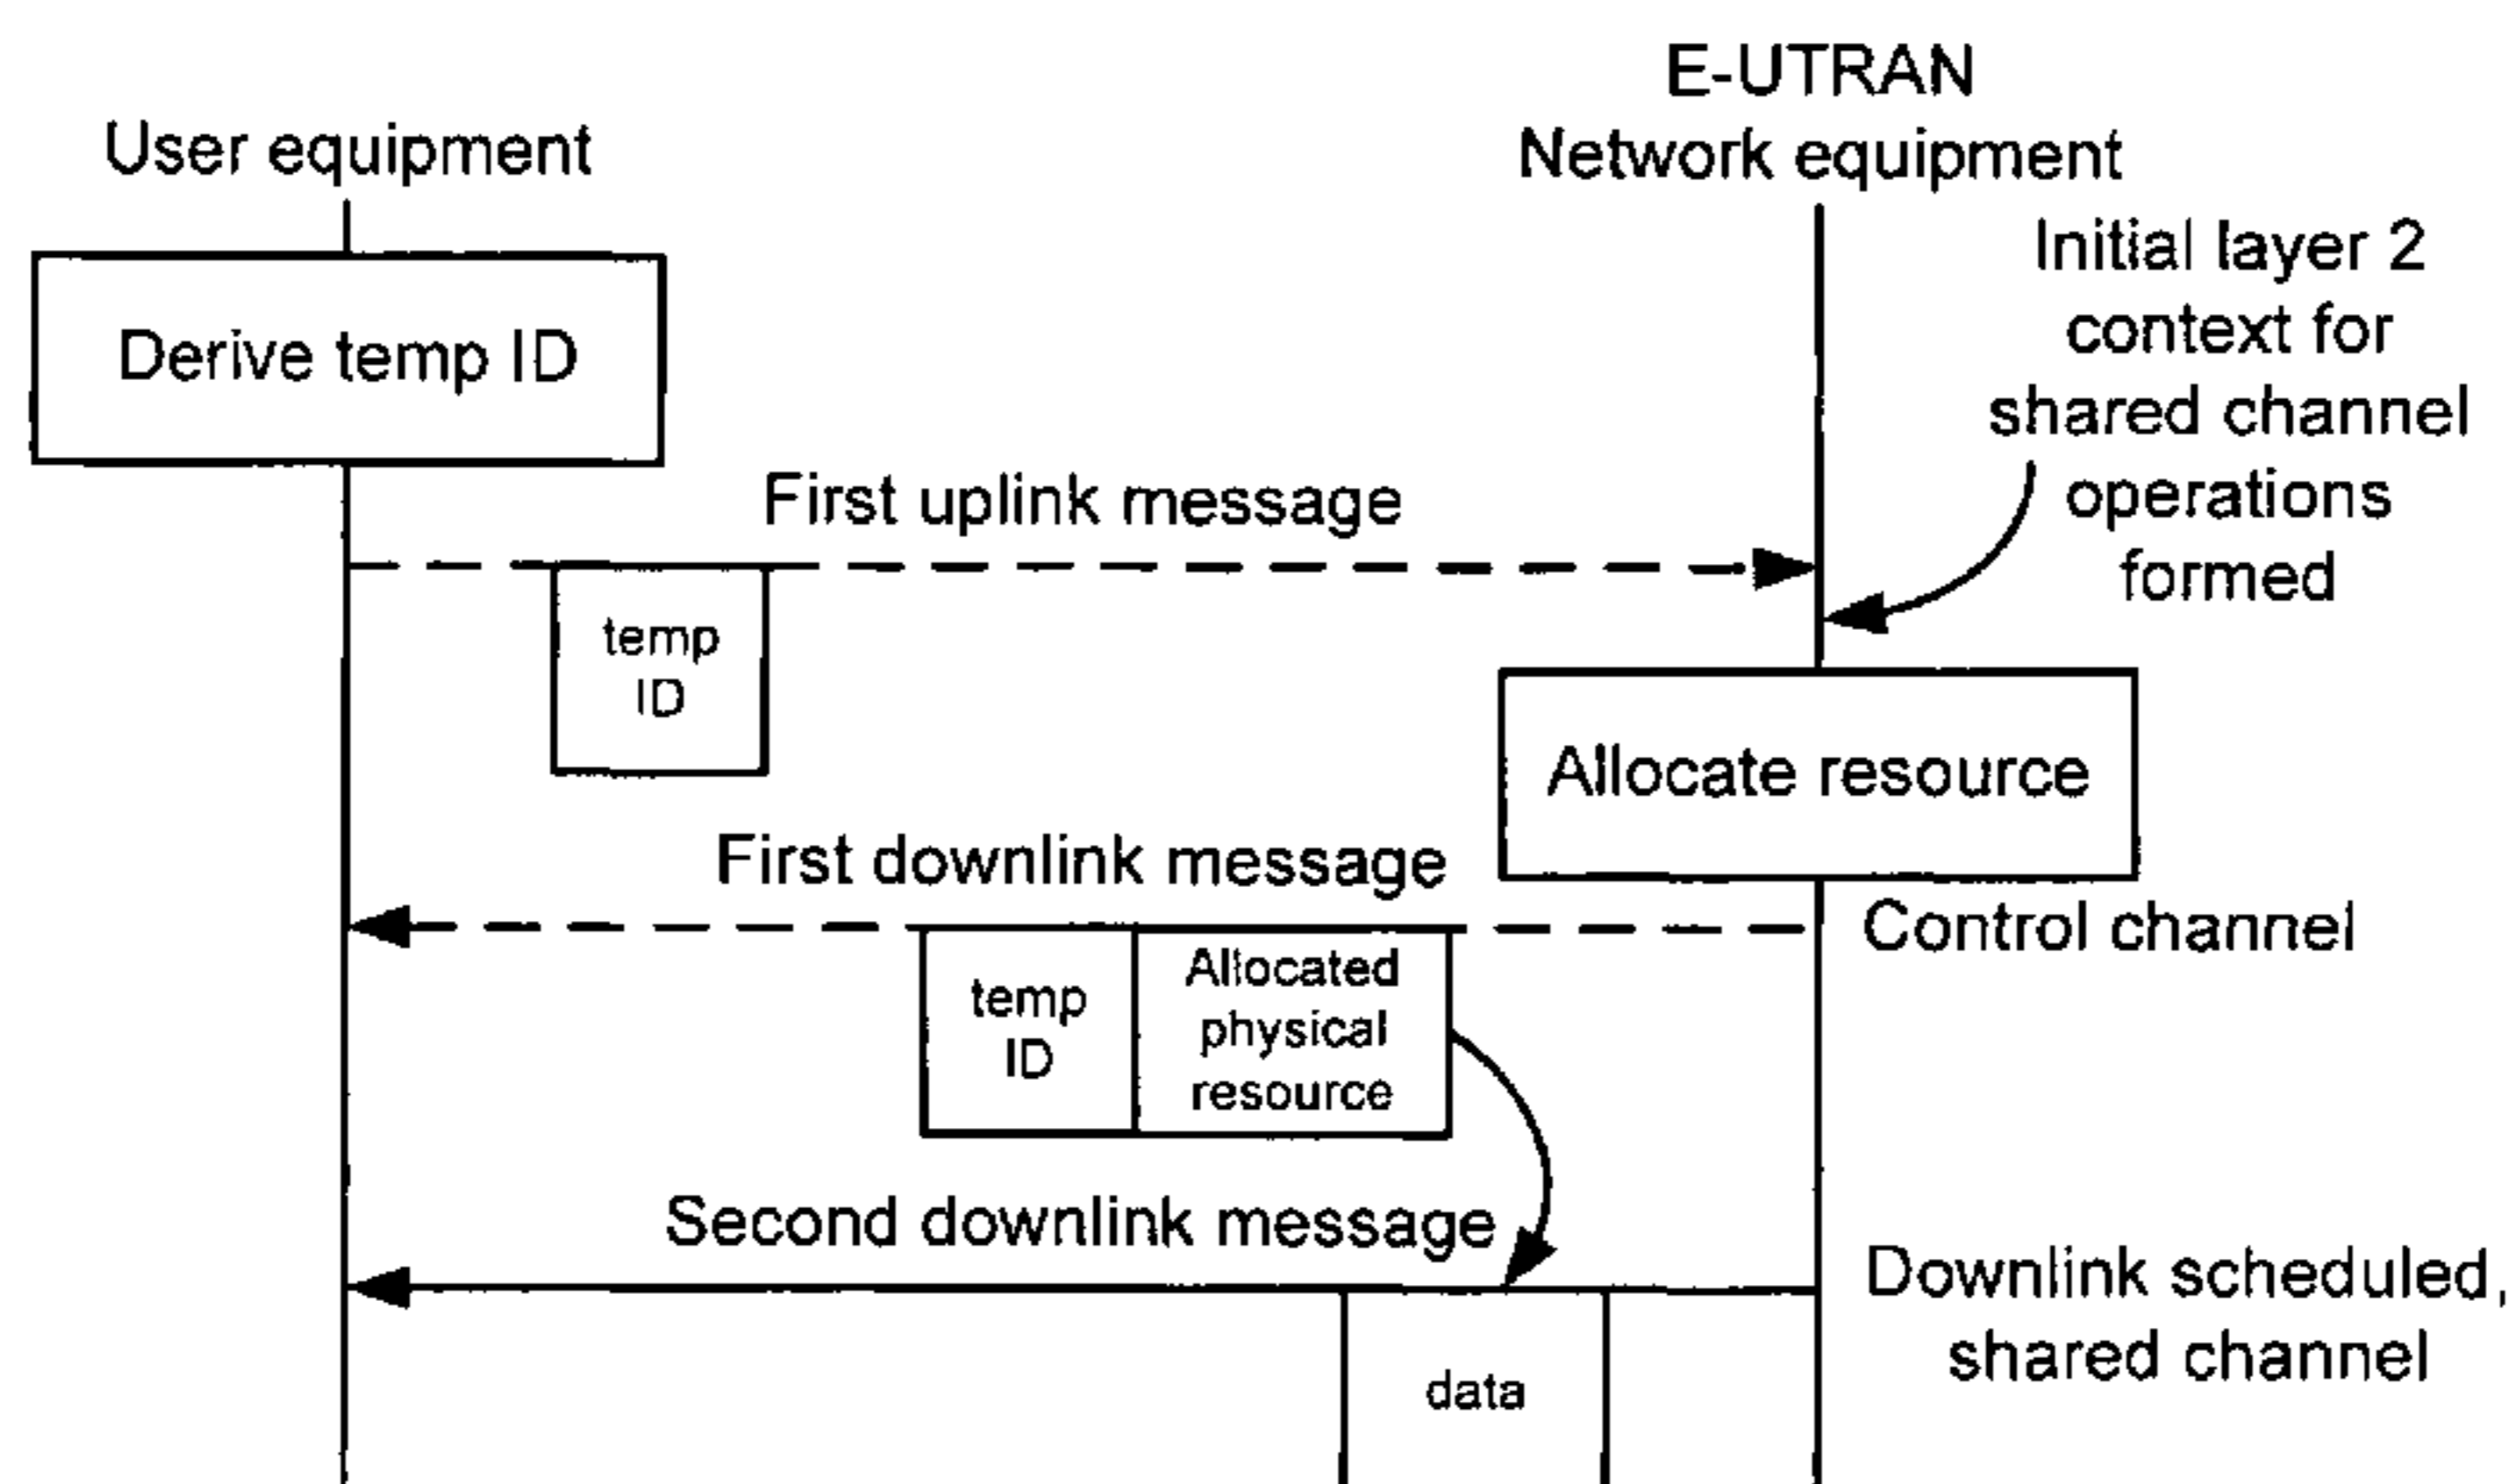 E-UTRAN
User equipment
Network equipment
Initial layer 2
context for
shared channel
operations
formed
Derive temp ID
First uplink message
temp
ID
Allocate resource
First downlink message
Control channel
temp
ID
Allocated
physical
resource
Second downlink message
Downlink scheduled,
shared channel
data